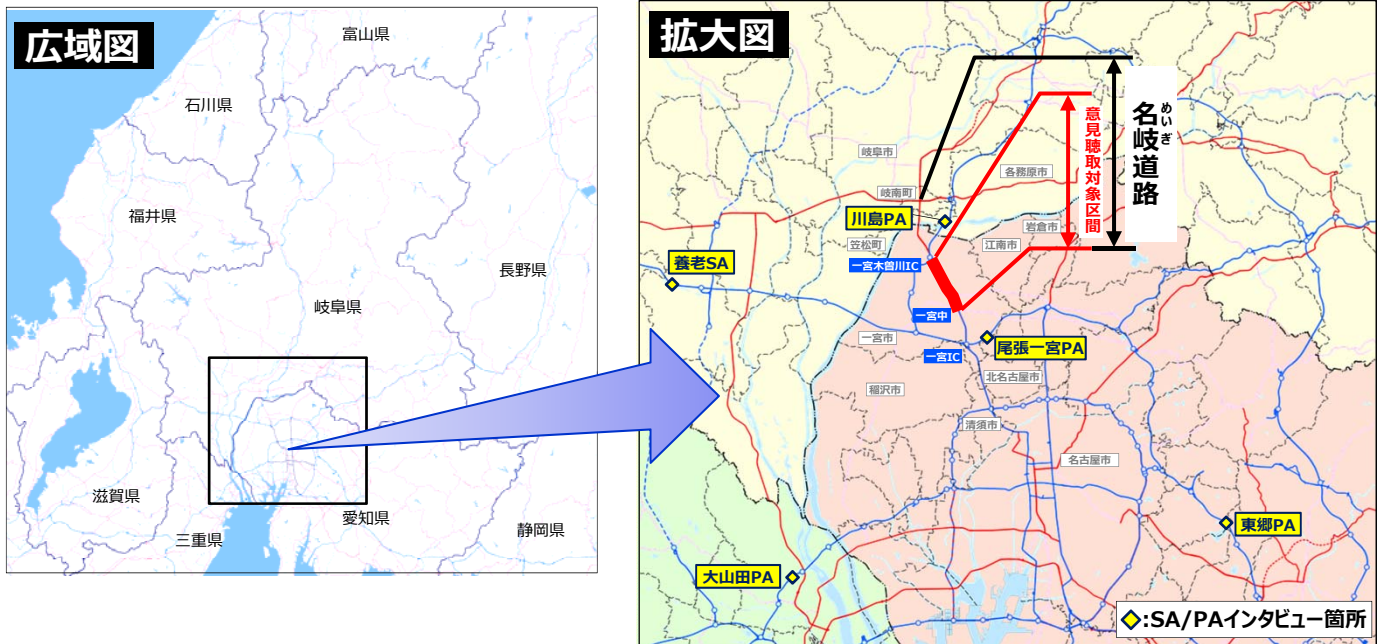 広域図
富山県
石川県
福井県
長野県
岐阜県
滋賀県
愛知県
三重県
静岡県
拡大図
めいぎ
名岐道路
意見聴取対象区間
岐阜市
各務原市
岐南町
川島PA
岩倉市
笠松町
江南市
養老SA
一宮木曽川IC
一宮中
尾張一宮PA
一宮市
一宮IC
北名古屋市
稲沢市
清須市
名古屋市
東郷PA
大山田PA
:SA/PAインタビュー箇所